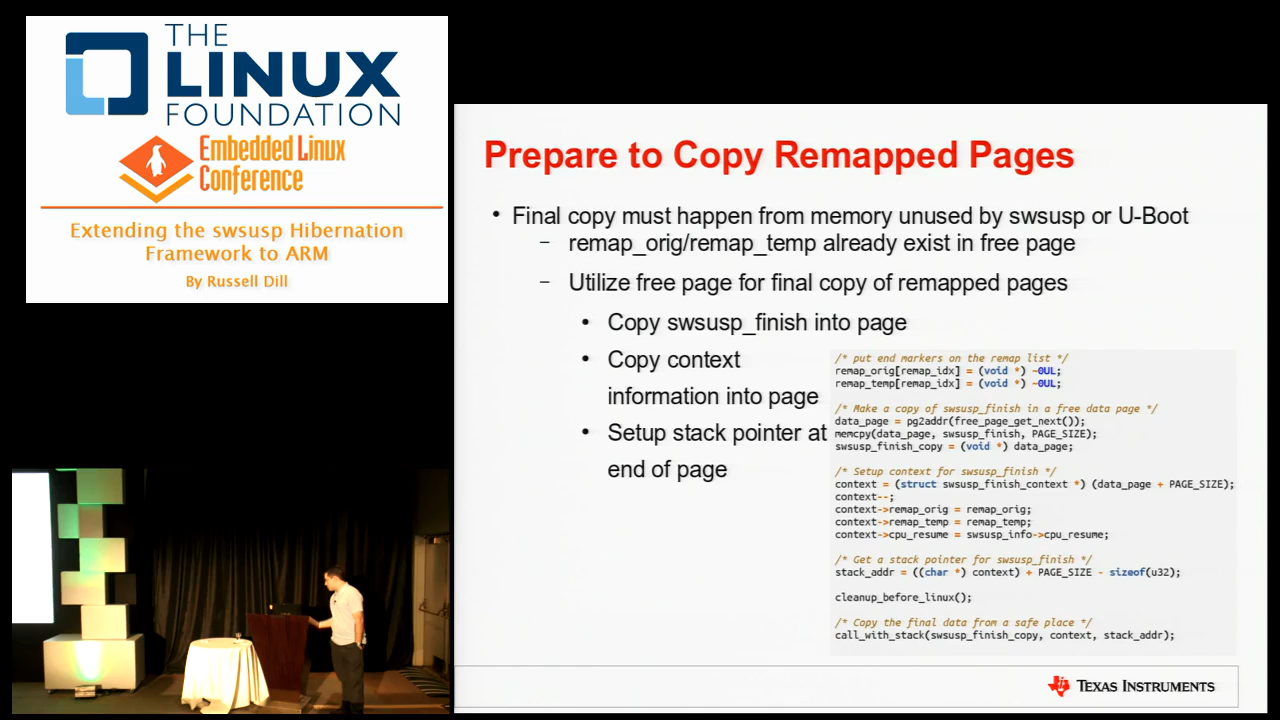 THE
LINUX
FOUNDATION
Embedded Linux
Conference
Extending the swsusp Hibernation
Framework to ARM
By Russell Dill
Prepare to Copy Remapped Pages
• Final copy must happen from memory unused by swsusp or U-Boot
– remap_orig/remap_temp already exist in free page
– Utilize free page for final copy of remapped pages
• Copy swsusp_finish into page
• Copy context
information into page
• Setup stack pointer at
end of page
/* put end markers on the remap list */
remap_orig[remap_idx] = (void *) ~0UL;
remap_temp[remap_idx] = (void *) ~0UL;
/* Make a copy of swsusp_finish in a free data page */
data_page = pg2addr(free_page_get_next());
memcpy(data_page, swsusp_finish, PAGE_SIZE);
swsusp_finish_copy = (void *) data_page;
/* Setup context for swsusp_finish */
context = (struct swsusp_finish_context *) (data_page + PAGE_SIZE);
context--;
context->remap_orig = remap_orig;
context->remap_temp = remap_temp;
context->cpu_resume = swsusp_info->cpu_resume;
/* Get a stack pointer for swsusp_finish */
stack_addr = ((char *) context) + PAGE_SIZE - sizeof(u32);
cleanup_before_linux();
/* Copy the final data from a safe place */
call_with_stack(swsusp_finish_copy, context, stack_addr);
TEXAS INSTRUMENTS